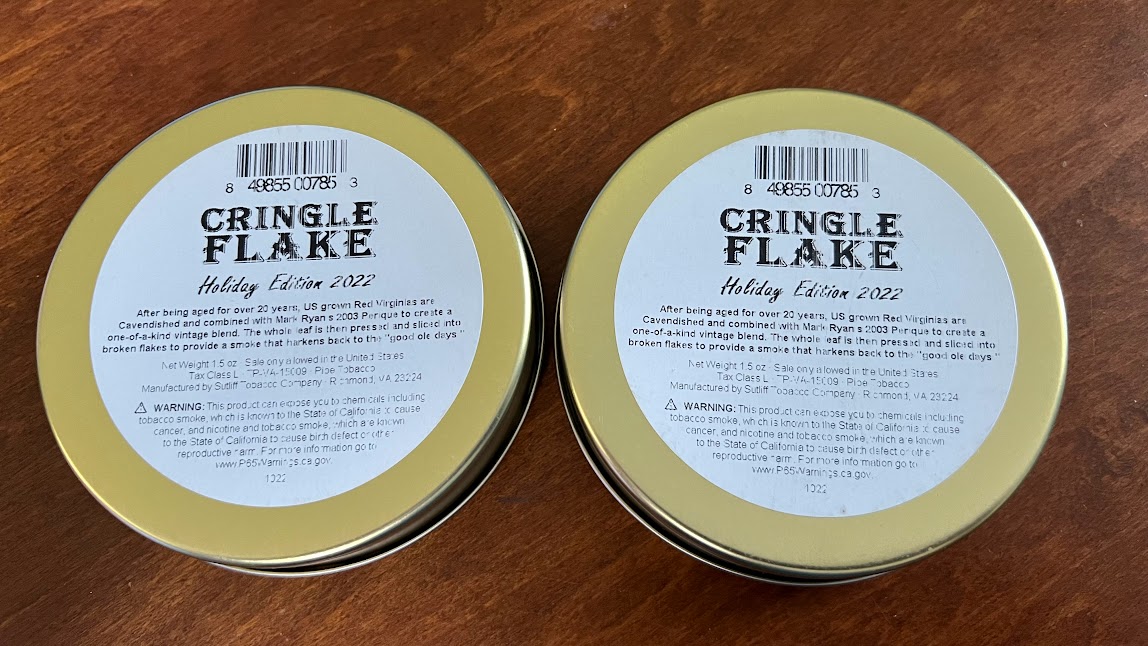 8 49855 00785 3
CRINGLE
FLAKE
Holiday Edition 2022
After being aged for over 20 years, US grown Red Virginias are
Cavendished and combined with Mark Ryan s 2003 Perique to create a
one-of-a-kind vintage blend. The whole leaf is then pressed and sliced into
broken flakes to provide a smoke that harkens back to the "good ole days "
Net Weight 1.5 oz · Sale only allowed in the United States
Tax Class L · TP-VA-15009 · Pipe Tobacco
Manufactured by Sutliff Tobacco Company · Richmond, VA 23224
⚠ WARNING: This product can expose you to chemicals including
tobacco smoke, which is known to the State of California to cause
cancer, and nicotine and tobacco smoke, which are known
to the State of California to cause birth defect or other
reproductive harm. For more information go to
www.P65Warnings.ca.gov.
1022
8 49855 00785 3
CRINGLE
FLAKE
Holiday Edition 2022
After being aged for over 20 years, US grown Red Virginias are
Cavendished and combined with Mark Ryan s 2003 Perique to create a
one-of-a-kind vintage blend. The whole leaf is then pressed and sliced into
broken flakes to provide a smoke that harkens back to the "good ole days "
Net Weight 1.5 oz · Sale only allowed in the United States
Tax Class L · TP-VA-15009 · Pipe Tobacco
Manufactured by Sutliff Tobacco Company · Richmond, VA 23224
⚠ WARNING: This product can expose you to chemicals including
tobacco smoke, which is known to the State of California to cause
cancer, and nicotine and tobacco smoke, which are known
to the State of California to cause birth defect or other
reproductive harm. For more information go to
www.P65Warnings.ca.gov.
1022